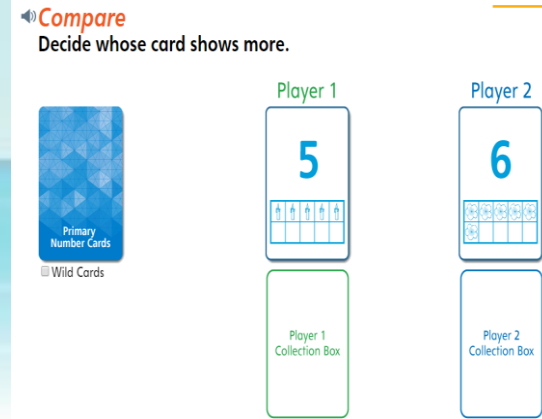 Compare
Decide whose card shows more.
Player 1
Player 2
5
6
Primary
Number Cards
Wild Cards
Player 1
Collection Box
Player 2
Collection Box